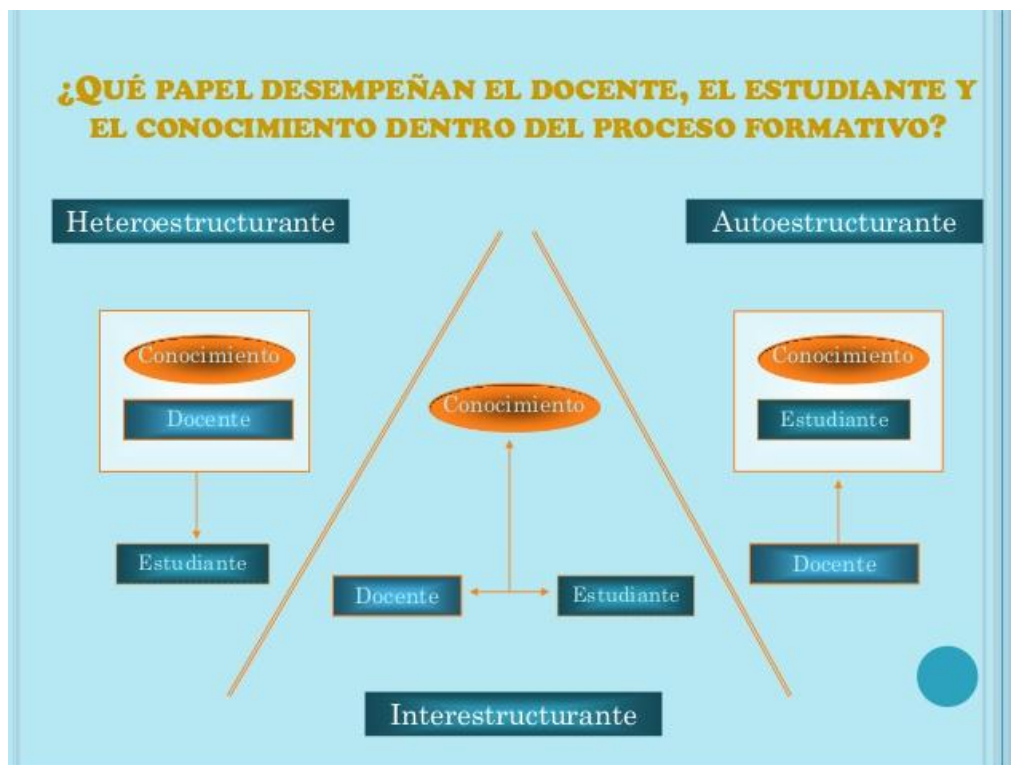 ¿QUÉ PAPEL DESEMPEÑAN EL DOCENTE, EL ESTUDIANTE Y
EL CONOCIMIENTO DENTRO DEL PROCESO FORMATIVO?
Heteroestructurante
Conocimiento
Docente
Estudiante
Conocimiento
Docente
Estudiante
Interestructurante
Autoestructurante
Conocimiento
Estudiante
Docente